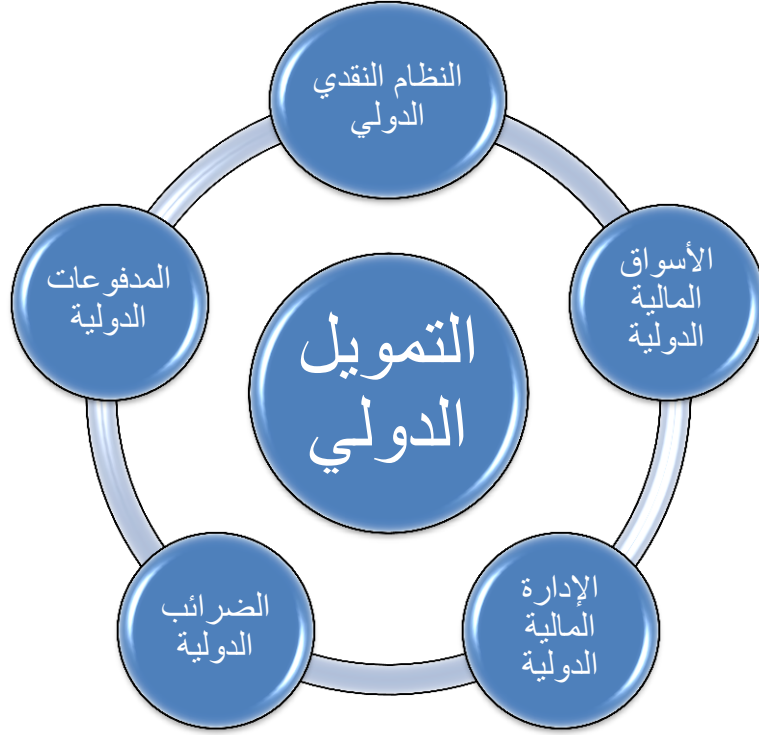 النظام النقدي
الدولي
الأسواق
المالية
الدولية
الإدارة
المالية
الدولية
الضرائب
الدولية
المدفوعات
الدولية
التمويل
الدولي